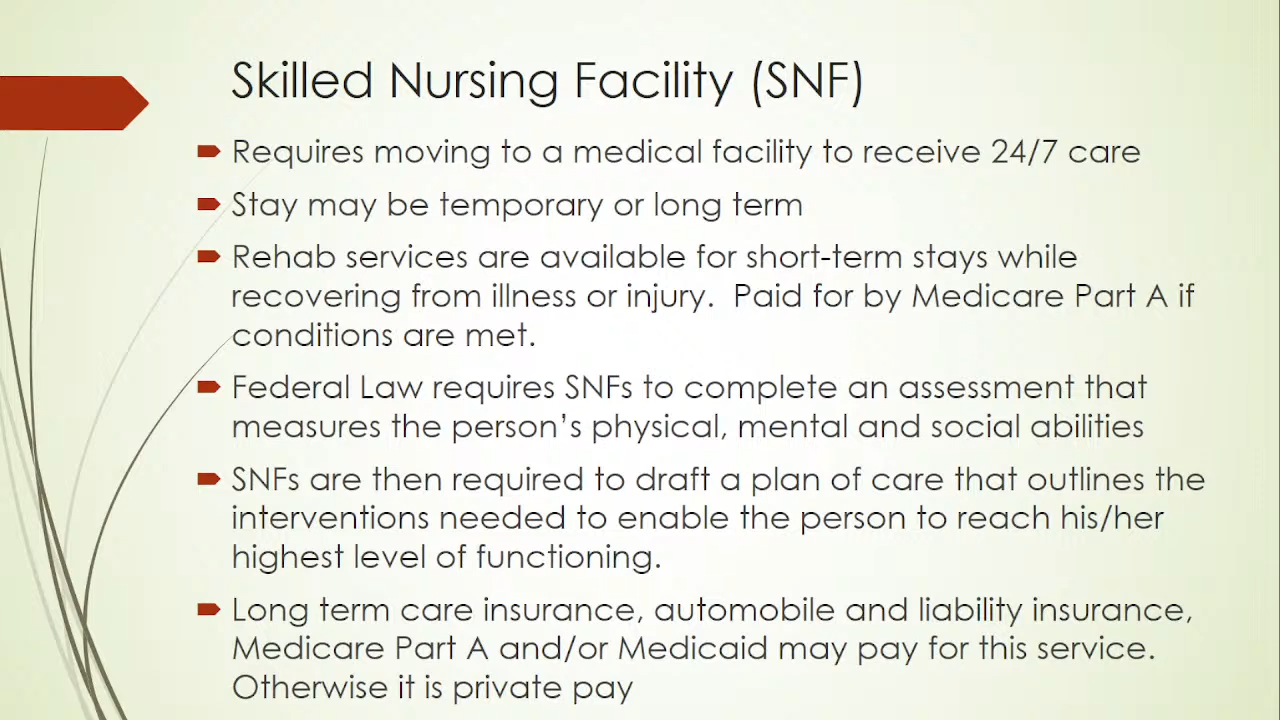 Skilled Nursing Facility (SNF)
Requires moving to a medical facility to receive 24/7 care
Stay may be temporary or long term
Rehab services are available for short-term stays while
recovering from illness or injury.  Paid for by Medicare Part A if
conditions are met.
Federal Law requires SNFs to complete an assessment that
measures the person’s physical, mental and social abilities
SNFs are then required to draft a plan of care that outlines the
interventions needed to enable the person to reach his/her
highest level of functioning.
Long term care insurance, automobile and liability insurance,
Medicare Part A and/or Medicaid may pay for this service.
Otherwise it is private pay